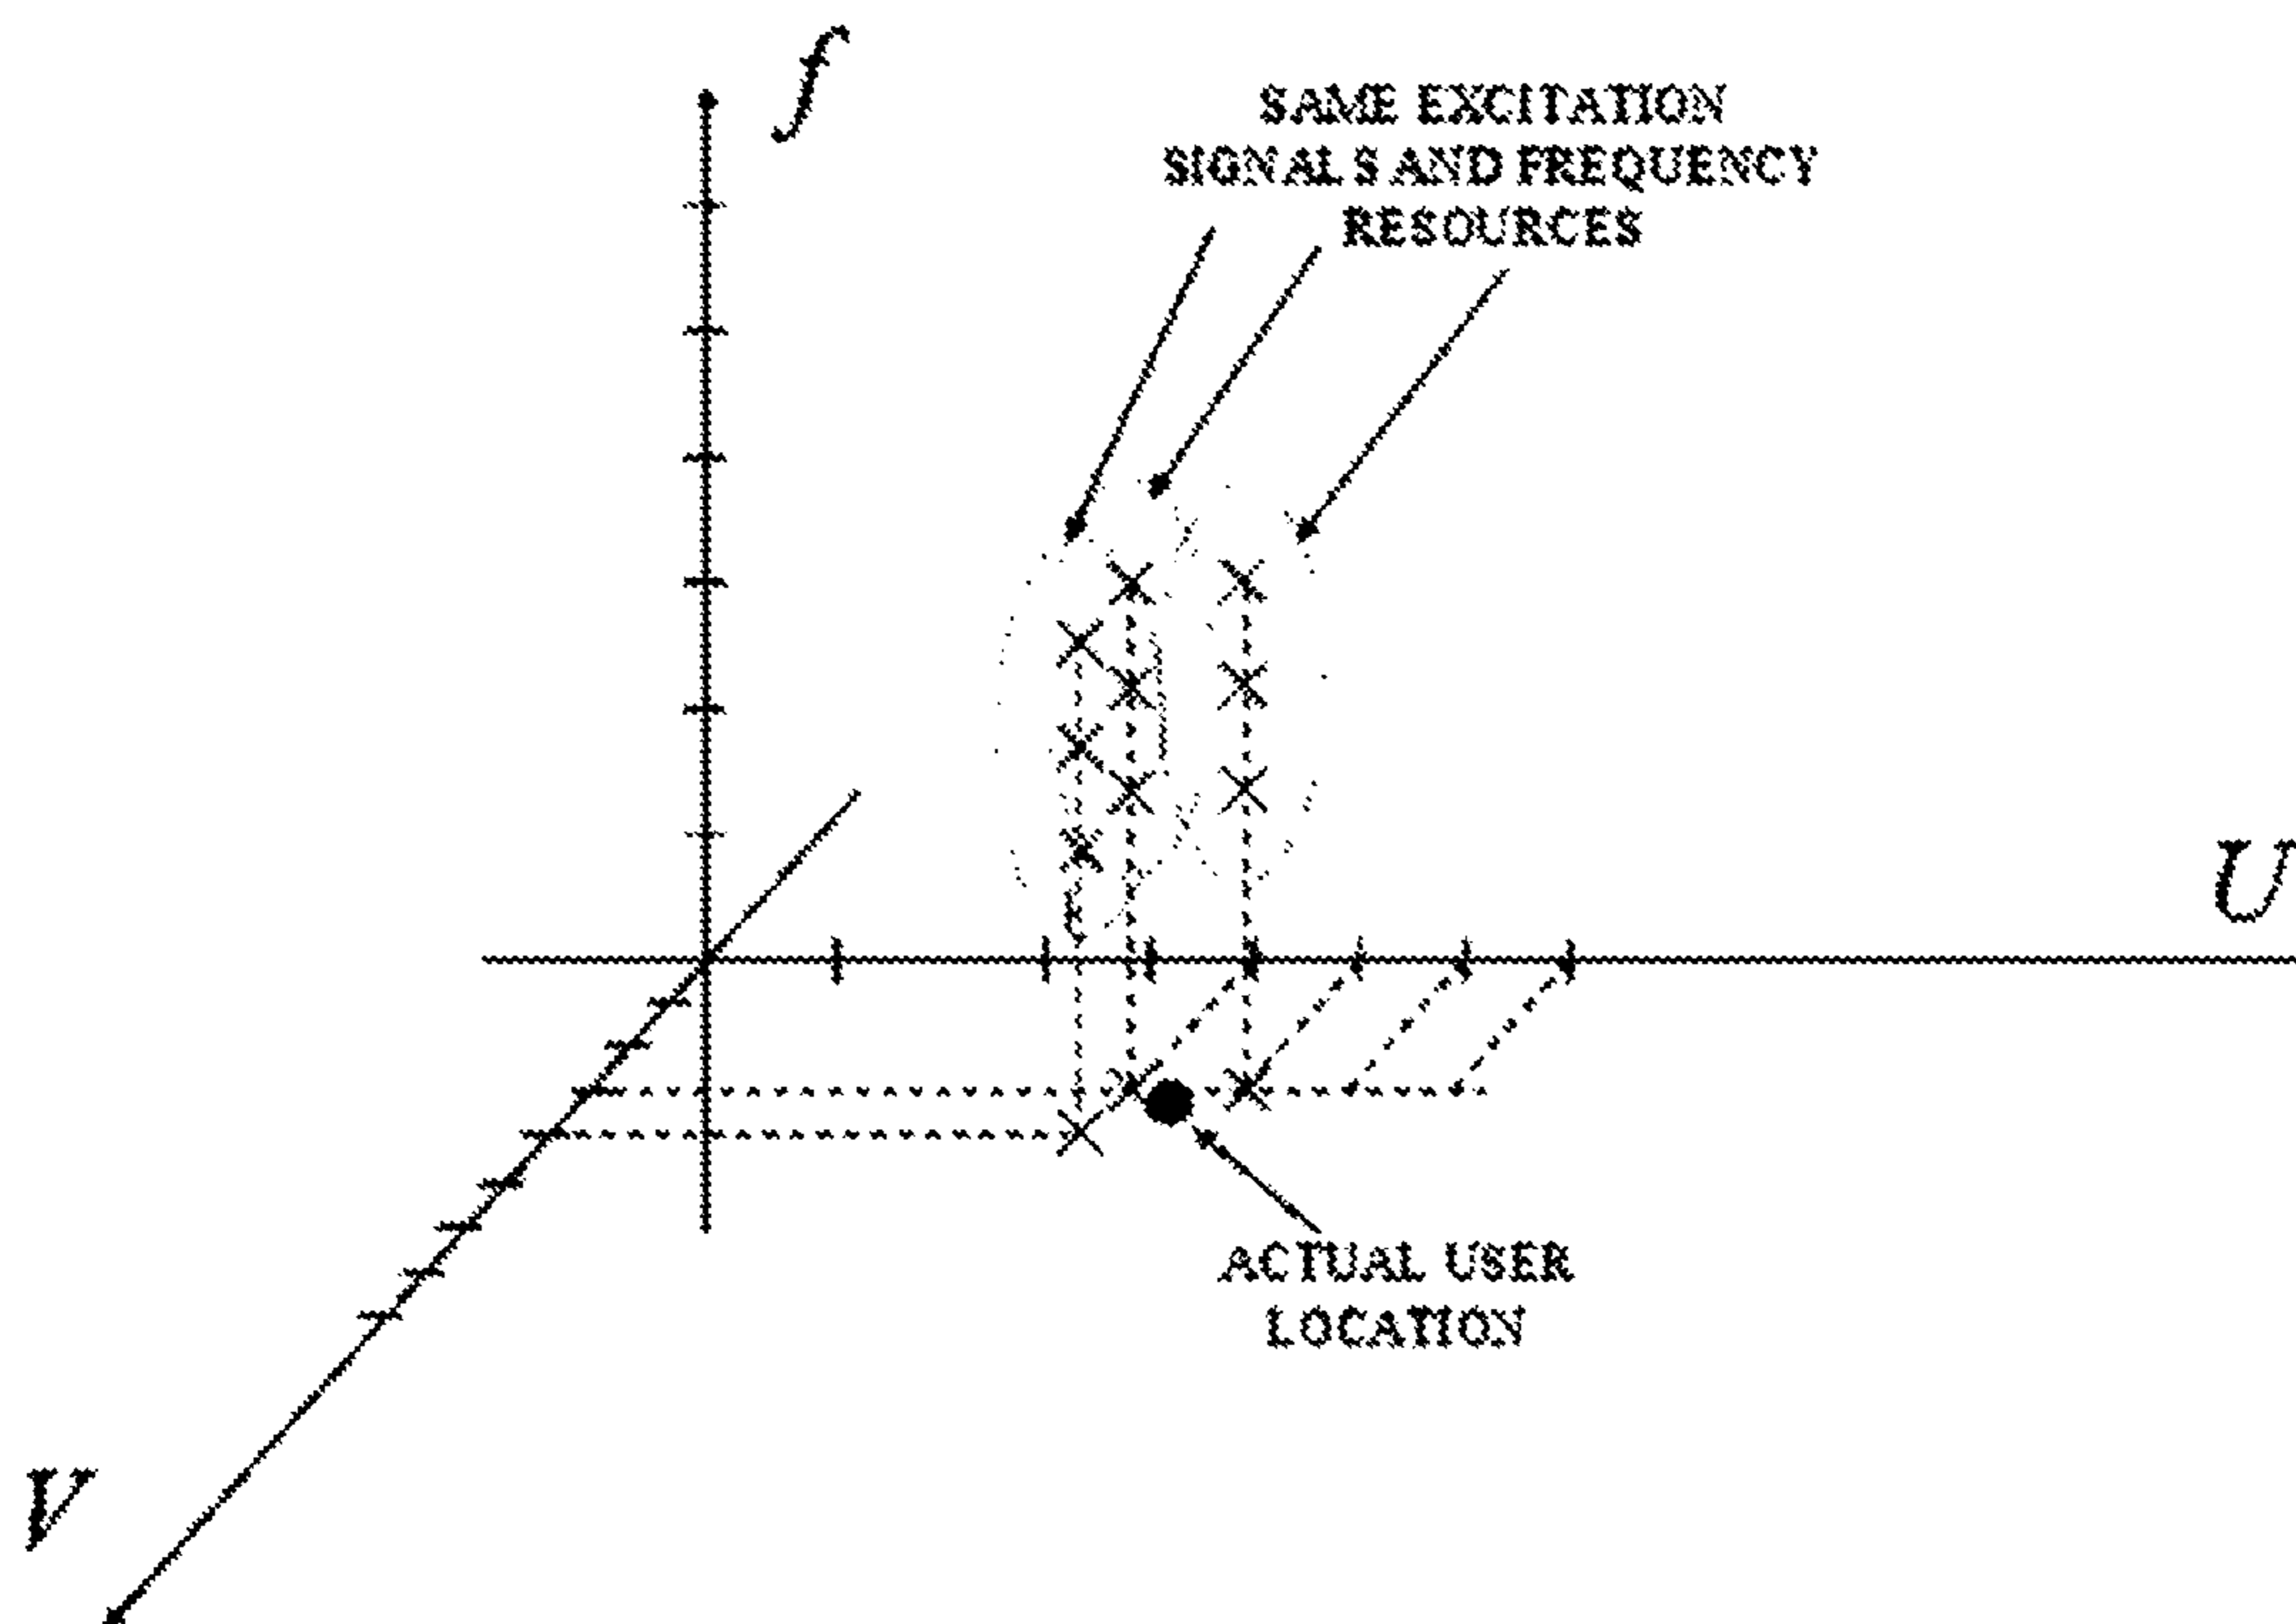 f
SAME EXCITATION
SIGNALS AND FREQUENCY
RESOURCES
U
ACTUAL USER
LOCATION
V